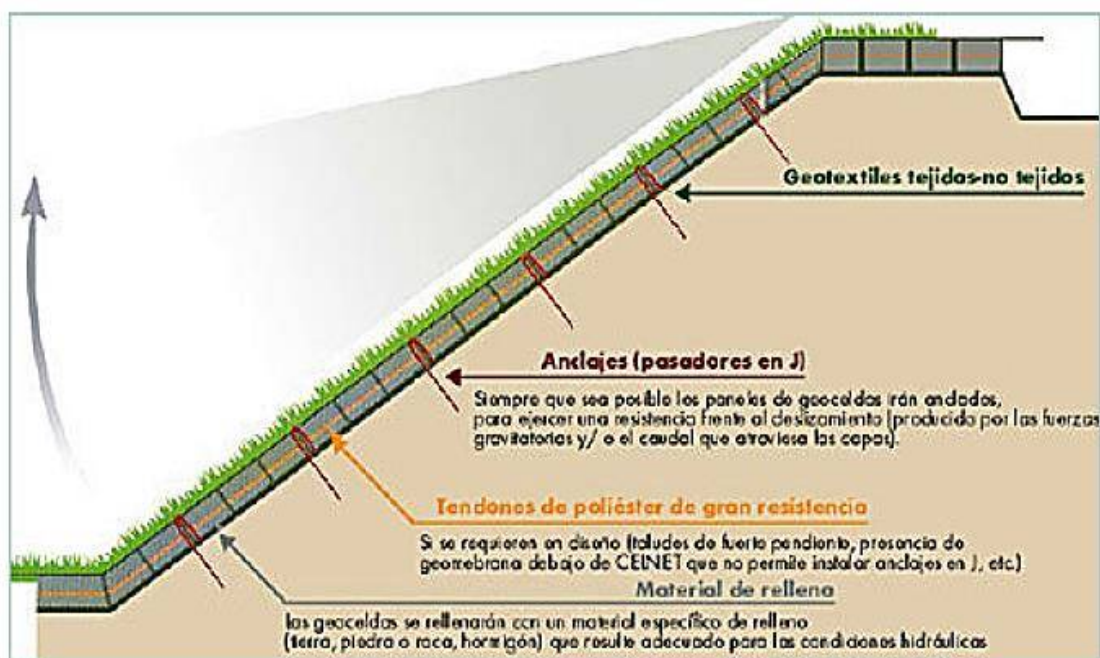 Geotextiles tejidos-no tejidos
Anclajes (pasadores en J)
Siempre que sea posible los paneles de geoceldas irán anclados,
para ejercer una resistencia frente al deslizamiento (producido por las fuerzas
gravitatorias y/ o el caudal que atraviesa las capas).
Tendones de poliéster de gran resistencia
Si se requieren en diseño (taludes de fuerte pendiente, presencia de
geomebrana debajo de CELNET que no permite instalar anclajes en J, etc.)
Material de relleno
Las geoceldas se rellenarán con un material específico de relleno
(tierra, piedra o roca, hormigón) que resulte adecuado para las condiciones hidráulicas